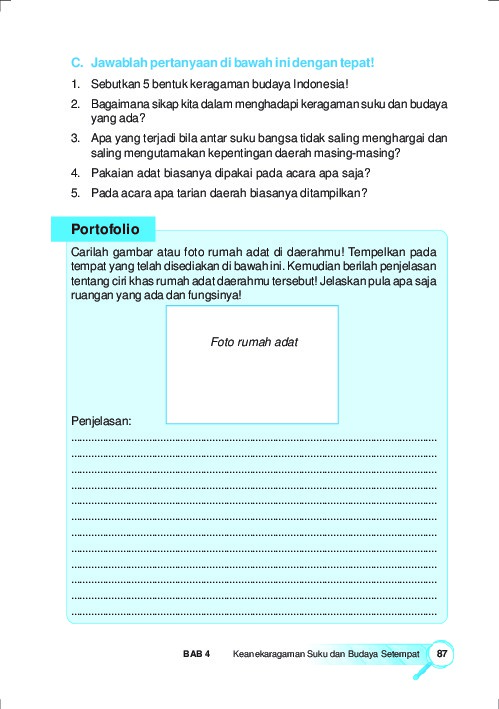 C. Jawablah pertanyaan di bawah ini dengan tepat!
1. Sebutkan 5 bentuk keragaman budaya Indonesia!
2. Bagaimana sikap kita dalam menghadapi keragaman suku dan budaya
yang ada?
3. Apa yang terjadi bila antar suku bangsa tidak saling menghargai dan
saling mengutamakan kepentingan daerah masing-masing?
4. Pakaian adat biasanya dipakai pada acara apa saja?
5. Pada acara apa tarian daerah biasanya ditampilkan?
Portofolio
Carilah gambar atau foto rumah adat di daerahmu! Tempelkan pada
tempat yang telah disediakan di bawah ini. Kemudian berilah penjelasan
tentang ciri khas rumah adat daerahmu tersebut! Jelaskan pula apa saja
ruangan yang ada dan fungsinya!
Foto rumah adat
Penjelasan:
BAB 4 Keanekaragaman Suku dan Budaya Setempat 87